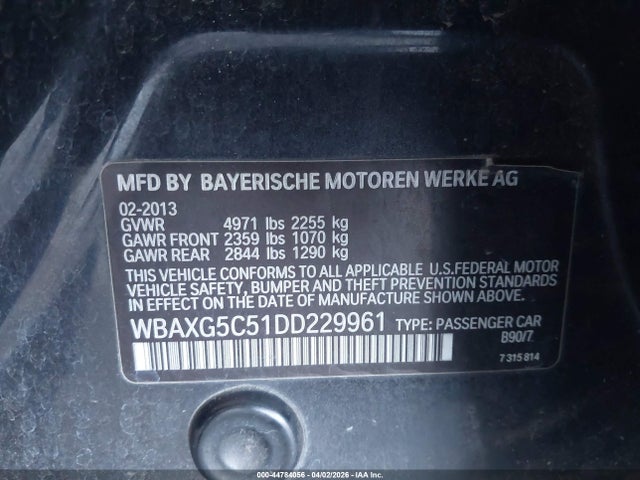 MFD BY BAYERISCHE MOTOREN WERKE AG
02-2013
GVWR 4971 lbs 2255 kg
GAWR FRONT 2359 lbs 1070 kg
GAWR REAR 2844 lbs 1290 kg
THIS VEHICLE CONFORMS TO ALL APPLICABLE U.S.FEDERAL MOTOR
VEHICLE SAFETY, BUMPER AND THEFT PREVENTION STANDARDS
IN EFFECT ON THE DATE OF MANUFACTURE SHOWN ABOVE.
WBAXG5C51DD229961 TYPE: PASSENGER CAR
B90/7
7 315 814
000-44784056 - 04/02/2026 - IAA Inc.